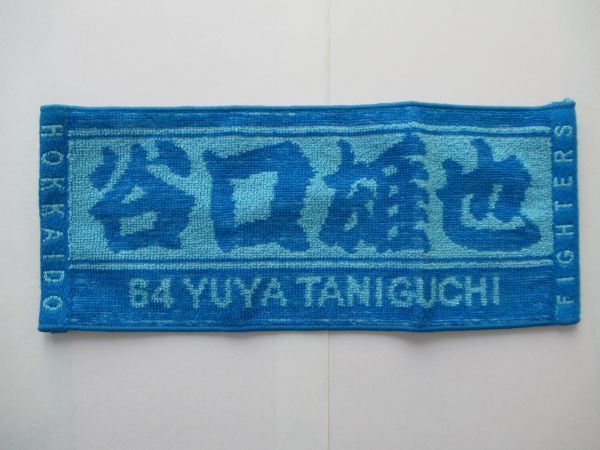 HOKKAIDO
谷口雄也
64 YUYA TANIGUCHI
FIGHTERS